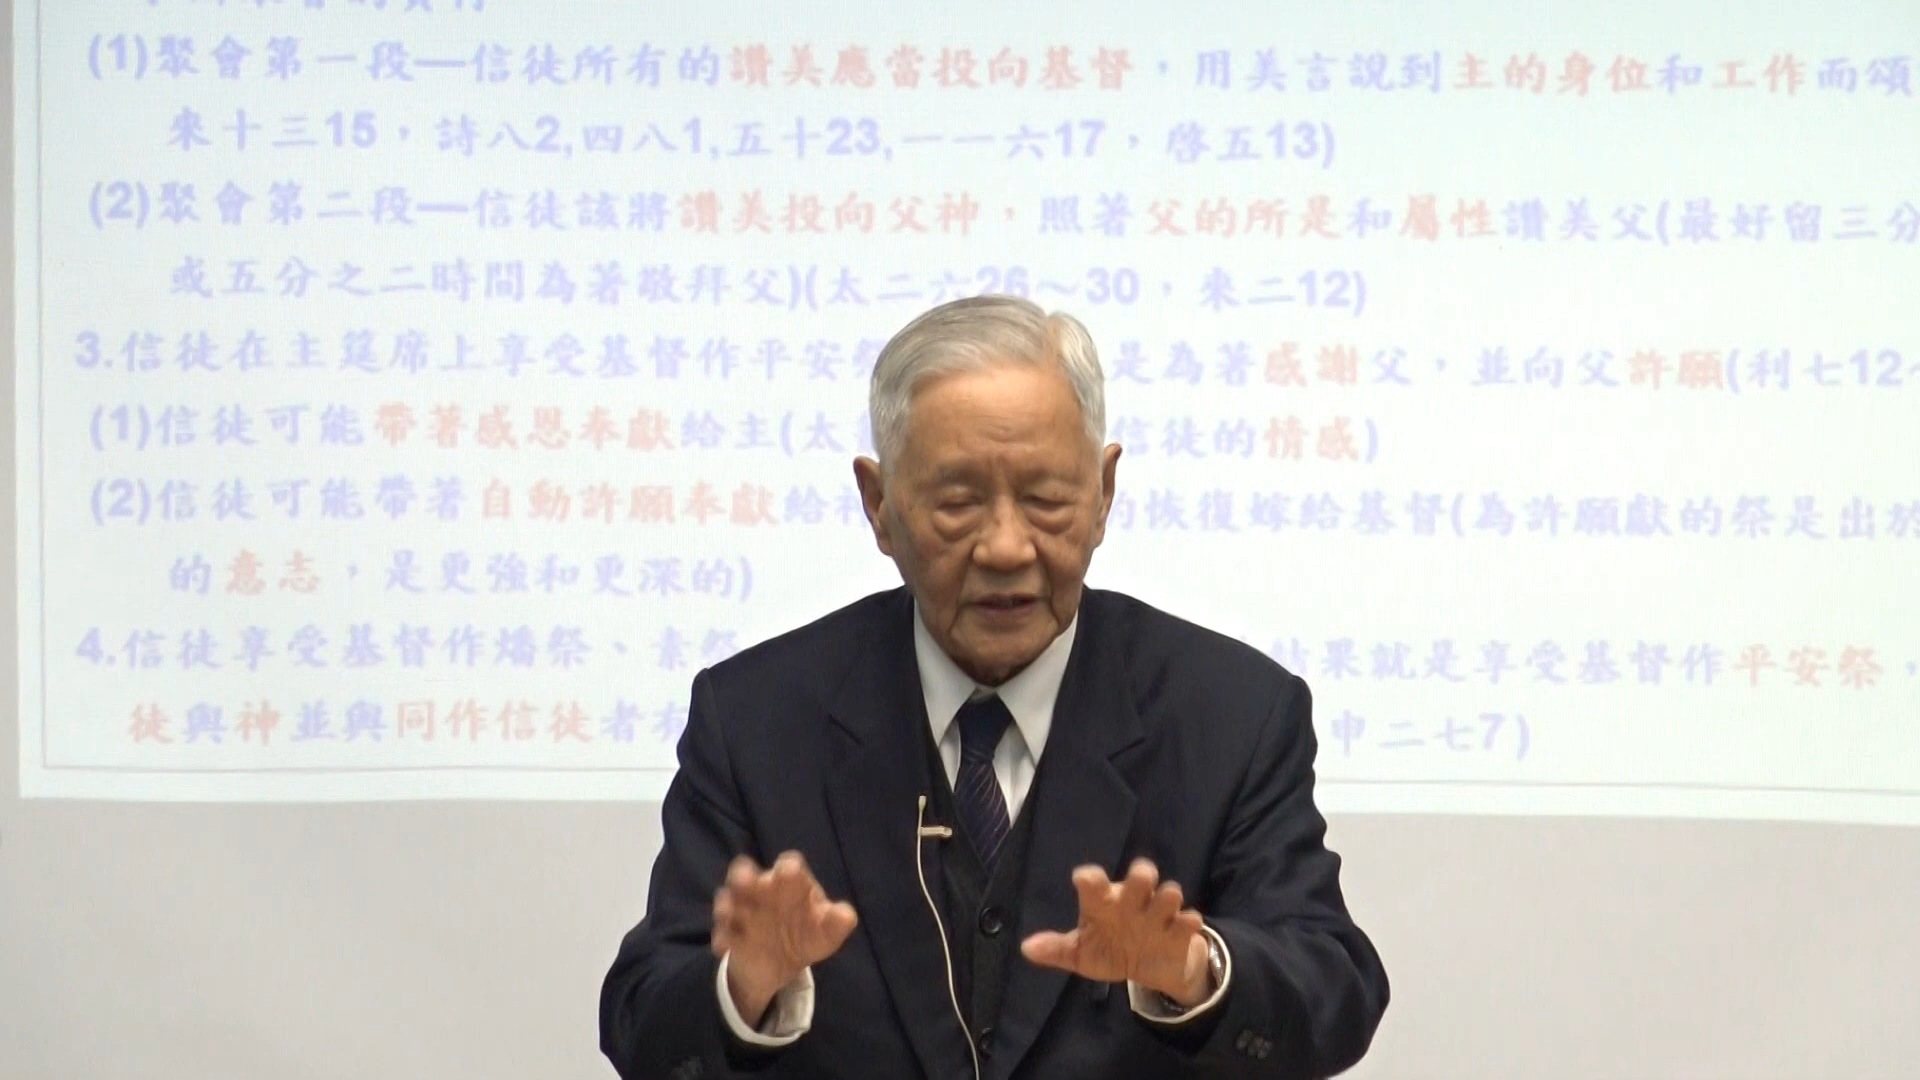 (1)聚會第一段—信徒所有的讚美應當投向基督，用美言說到主的身位和工作而頌
來十三15，詩八2,四八1,五十23,一一六17，啓五13)
(2)聚會第二段—信徒該將讚美投向父神，照著父的所是和屬性讚美父(最好留三分
或五分之二時間為著敬拜父)(太二六26～30，來二12)
3.信徒在主筵席上享受基督作平安祭 是為著感謝父，並向父許願(利七12
(1)信徒可能帶著感恩奉獻給主(太 信徒的情感)
(2)信徒可能帶著自動許願奉獻給神 的恢復嫁給基督(為許願獻的祭是出於
的意志，是更強和更深的)
4.信徒享受基督作燔祭、素祭 結果就是享受基督作平安祭，
徒與神並與同作信徒者有 申二七7)